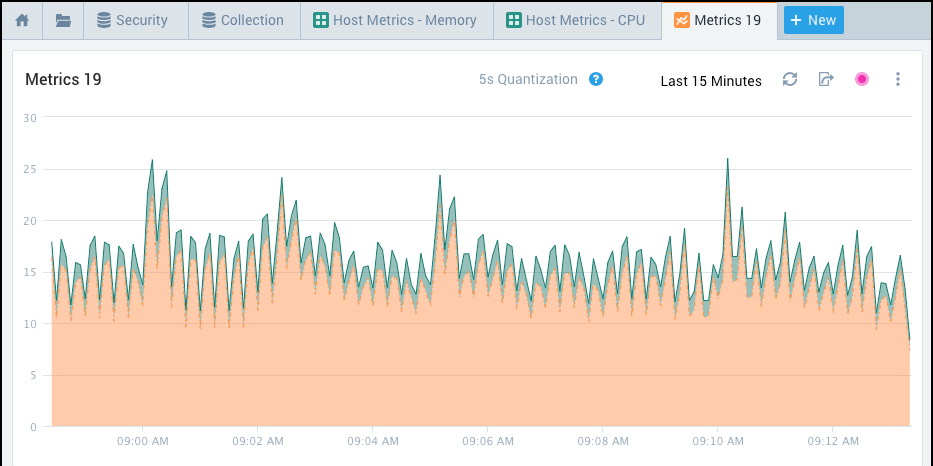 Security Collection Host Metrics - Memory Host Metrics - CPU Metrics 19 + New
Metrics 19 5s Quantization ? Last 15 Minutes
30
25
20
15
10
5
0
09:00 AM 09:02 AM 09:04 AM 09:06 AM 09:08 AM 09:10 AM 09:12 AM